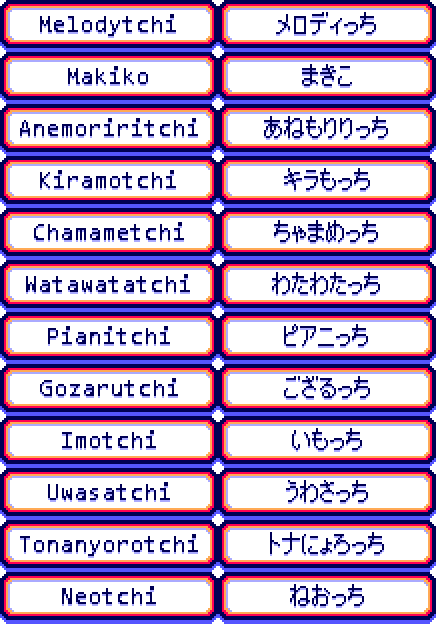 Melodytchi メロディっち
Makiko まきこ
Anemoriritchi あねもりりっち
Kiramotchi キラもっち
Chamametchi ちゃまめっち
Watawatatchi わたわたっち
Pianitchi ピアニっち
Gozarutchi ござるっち
Imotchi いもっち
Uwasatchi うわさっち
Tonanyorotchi トナにょろっち
Neotchi ねおっち